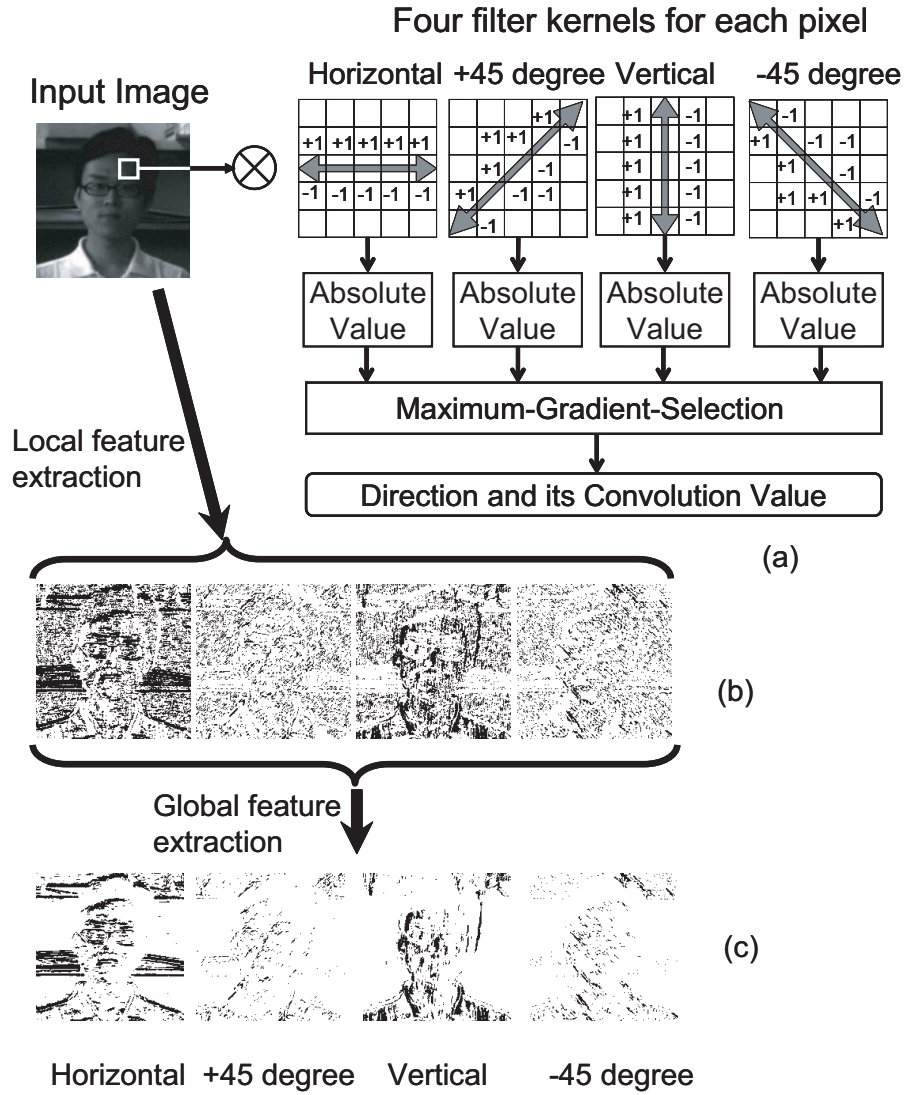 Four filter kernels for each pixel
Input Image
Horizontal +45 degree Vertical -45 degree
+1 +1 +1 +1 +1
-1 -1 -1 -1 -1
+1
+1 +1 -1
+1 -1
+1 -1 -1
-1
+1 -1
+1 -1
+1 -1
+1 -1
+1 -1
-1
+1 -1 -1
+1 -1
+1 +1 -1
+1
Absolute Value
Absolute Value
Absolute Value
Absolute Value
Maximum-Gradient-Selection
Direction and its Convolution Value
(a)
Local feature
extraction
(b)
Global feature
extraction
(c)
Horizontal +45 degree Vertical -45 degree